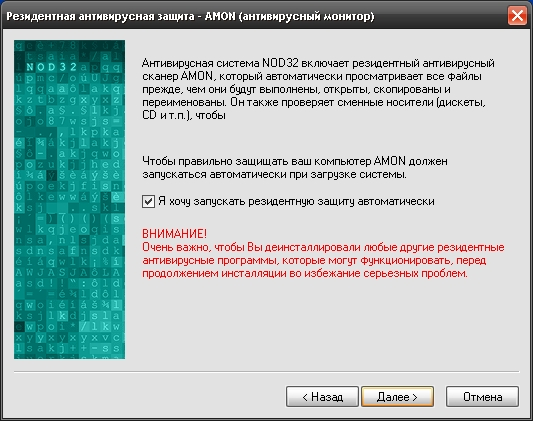 Резидентная антивирусная защита - AMON (антивирусный монитор)
NOD32
Антивирусная система NOD32 включает резидентный антивирусный
сканер AMON, который автоматически просматривает все файлы
прежде, чем они будут выполнены, открыты, скопированы и
переименованы. Он также проверяет сменные носители (дискеты,
CD и т.п.), чтобы
Чтобы правильно защищать ваш компьютер AMON должен
запускаться автоматически при загрузке системы.
Я хочу запускать резидентную защиту автоматически
ВНИМАНИЕ!
Очень важно, чтобы Вы деинсталлировали любые другие резидентные
антивирусные программы, которые могут функционировать, перед
продолжением инсталляции во избежание серьезных проблем.
< Назад
Далее >
Отмена